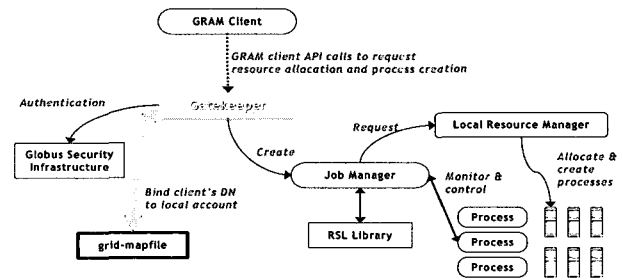 GRAM Client
GRAM client API calls to request
resource allocation and process creation
Authentication
Gatekeeper
Request
Local Resource Manager
Globus Security
Infrastructure
Create
Job Manager
Monitor &
control
Allocate &
create
processes
Bind client's DN
to local account
RSL Library
grid-mapfile
Process
Process
Process